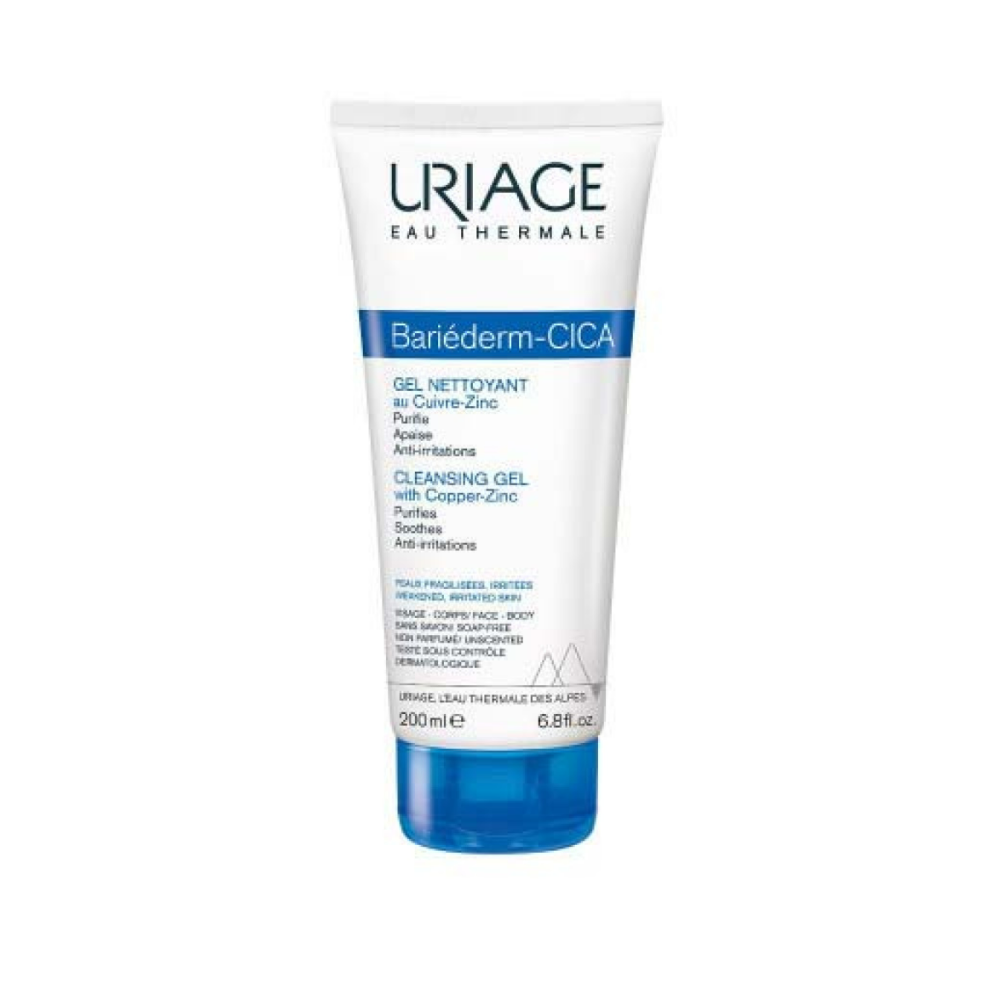 URIAGE
EAU THERMALE
Bariéderm-CICA
GEL NETTOYANT
au Cuivre-Zinc
Purifie
Apaise
Anti-irritations
CLEANSING GEL
with Copper-Zinc
Purifies
Soothes
Anti-irritations
PEAUX FRAGILISÉES, IRRITÉES
WEAKENED, IRRITATED SKIN
VISAGE - CORPS/ FACE - BODY
SANS SAVON/ SOAP-FREE
NON PARFUMÉ/ UNSCENTED
TESTÉ SOUS CONTRÔLE
DERMATOLOGIQUE
URIAGE, L'EAU THERMALE DES ALPES
200 ml e 6.8fl.oz.